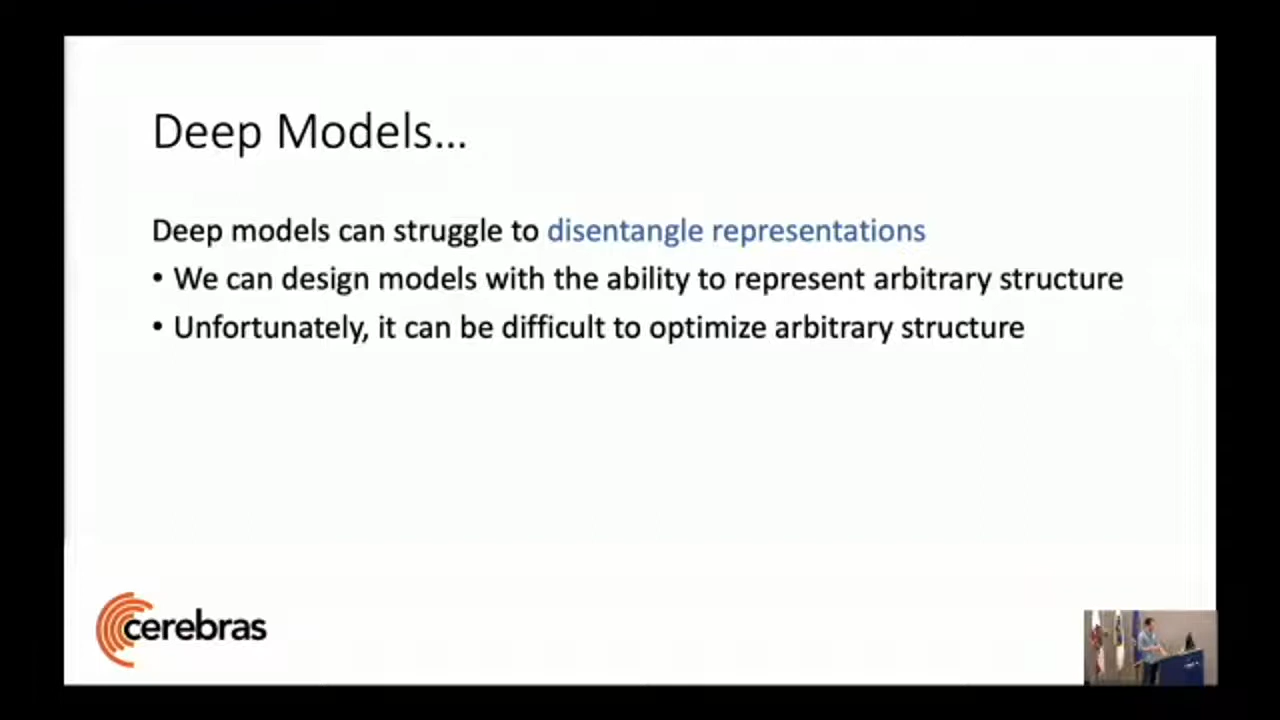 Deep Models...
Deep models can struggle to disentangle representations
• We can design models with the ability to represent arbitrary structure
• Unfortunately, it can be difficult to optimize arbitrary structure
cerebras